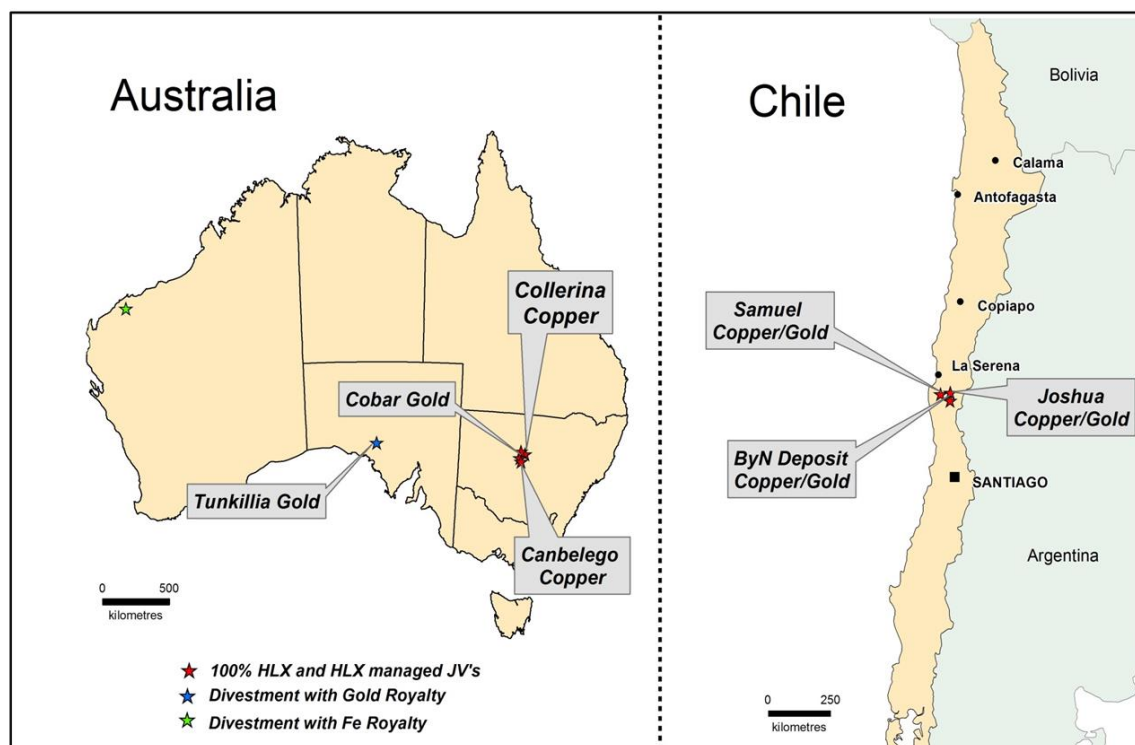 Australia
Collerina
Copper
Cobar Gold
Tunkillia Gold
Canbelego
Copper
0 500
kilometres
100% HLX and HLX managed JV's
Divestment with Gold Royalty
Divestment with Fe Royalty
Chile
Bolivia
Calama
Antofagasta
Copiapo
Samuel
Copper/Gold
La Serena
Joshua
Copper/Gold
ByN Deposit
Copper/Gold
SANTIAGO
Argentina
0 250
kilometres